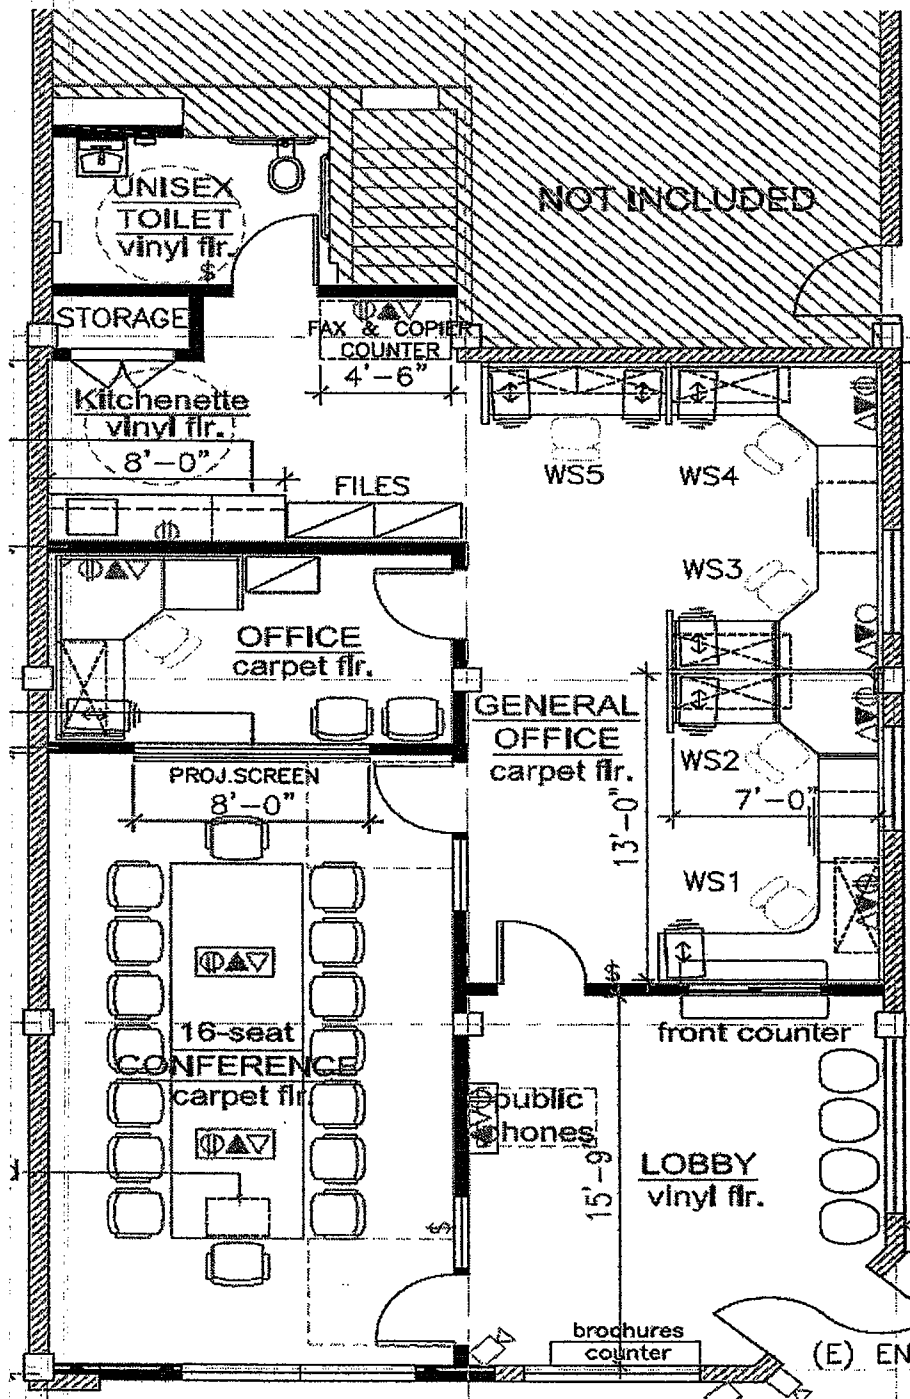 UNISEX
TOILET
vinyl flr.
$
NOT INCLUDED
STORAGE
FAX & COPIER
COUNTER
4'-6"
Kitchenette
vinyl flr.
8'-0"
FILES
WS5
WS4
WS3
OFFICE
carpet flr.
GENERAL
OFFICE
carpet flr.
WS2
7'-0"
13'-0"
PROJ.SCREEN
8'-0"
WS1
$
front counter
16-seat
CONFERENCE
carpet flr.
public
phones
15'-9"
LOBBY
vinyl flr.
$
brochures
counter
(E) EN